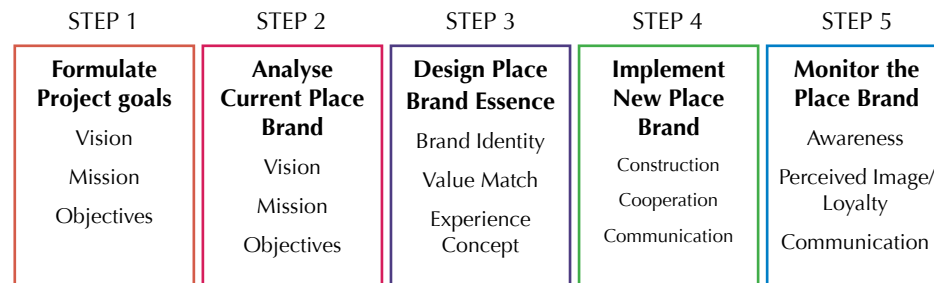 STEP 1
Formulate
Project goals
Vision
Mission
Objectives
STEP 2
Analyse
Current Place
Brand
Vision
Mission
Objectives
STEP 3
Design Place
Brand Essence
Brand Identity
Value Match
Experience
Concept
STEP 4
Implement
New Place
Brand
Construction
Cooperation
Communication
STEP 5
Monitor the
Place Brand
Awareness
Perceived Image/
Loyalty
Communication